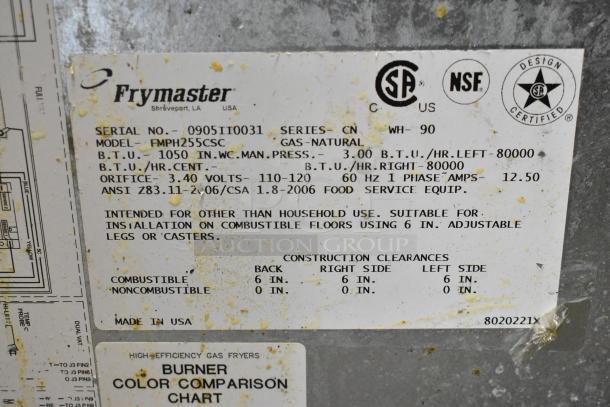 Frymaster
Shreveport, LA USA
C US
NSF
DESIGN
CERTIFIED
SERIAL NO.- 0905II0031 SERIES- CN WH- 90
MODEL- FMPH255CSC GAS-NATURAL
B.T.U.- 1050 IN.WC.MAN.PRESS.- 3.00 B.T.U./HR.LEFT-80000
B.T.U./HR.CENT.- B.T.U./HR.RIGHT-80000
ORIFICE- 3.40 VOLTS- 110-120 60 HZ 1 PHASE AMPS- 12.50
ANSI Z83.11-2006/CSA 1.8-2006 FOOD SERVICE EQUIP.
INTENDED FOR OTHER THAN HOUSEHOLD USE. SUITABLE FOR
INSTALLATION ON COMBUSTIBLE FLOORS USING 6 IN. ADJUSTABLE
LEGS OR CASTERS.
AUCTION GROUP
CONSTRUCTION CLEARANCES
BACK RIGHT SIDE LEFT SIDE
COMBUSTIBLE 6 IN. 6 IN. 6 IN.
NONCOMBUSTIBLE 0 IN. 0 IN. 0 IN.
MADE IN USA 8020221X
HIGH-EFFICIENCY GAS FRYERS
BURNER
COLOR COMPARISON
CHART
DUAL VAT